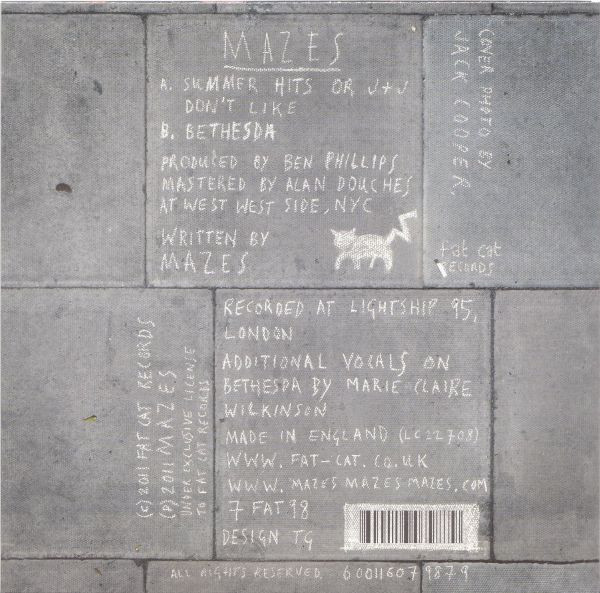 MAZES
A. SUMMER HITS OR J+J
DON'T LIKE
B. BETHESDA
PRODUCED BY BEN PHILLIPS
MASTERED BY ALAN DOUCHES
AT WEST WEST SIDE, NYC
WRITTEN BY
MAZES
COVER PHOTO BY
JACK COOPER.
fat cat
RECORDS
(C) 2011 FAT CAT RECORDS
(P) 2011 MAZES
UNDER EXCLUSIVE LICENSE
TO FAT CAT RECORDS
RECORDED AT LIGHTSHIP 95,
LONDON
ADDITIONAL VOCALS ON
BETHESDA BY MARIE-CLAIRE
WILKINSON
MADE IN ENGLAND (LC22708)
WWW. FAT-CAT. CO.UK
WWW. MAZES MAZES MAZES. COM
7 FAT 98
DESIGN TG
ALL RIGHTS RESERVED. 600116079879